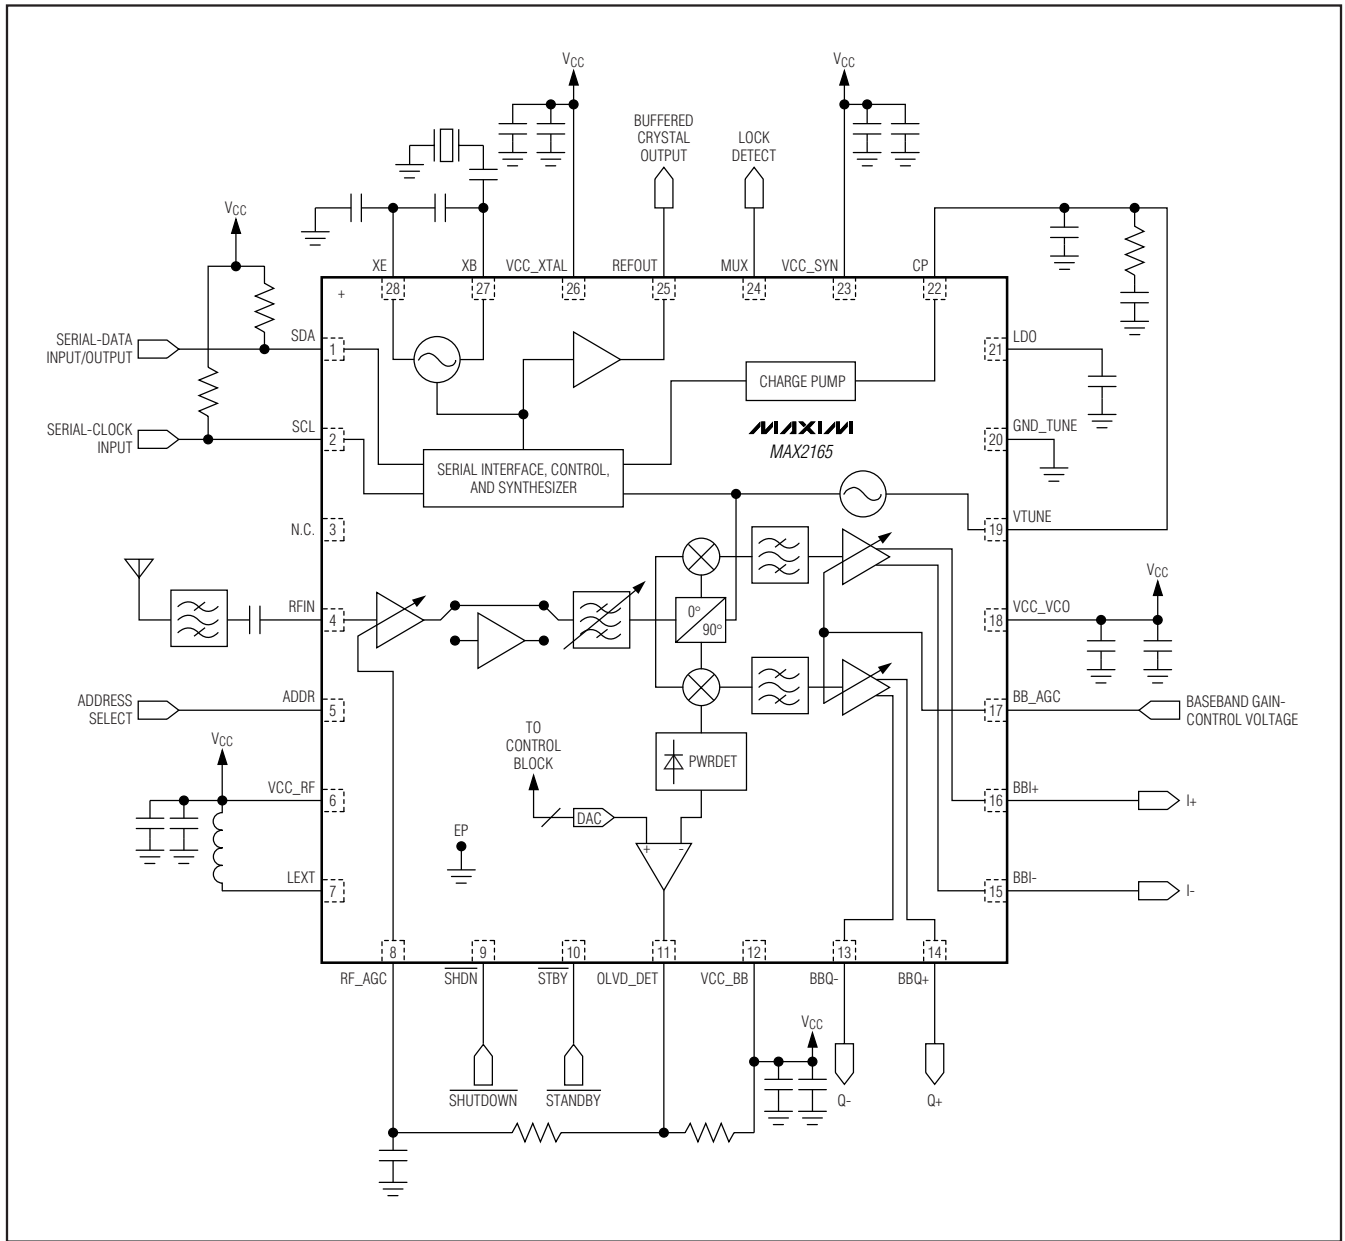 VCC
VCC
BUFFERED
CRYSTAL
OUTPUT
LOCK
DETECT
VCC
XE
XB
VCC_XTAL
REFOUT
MUX
VCC_SYN
CP
28
27
26
25
24
23
22
+
SERIAL-DATA
INPUT/OUTPUT
SDA
1
21
LDO
CHARGE PUMP
MAXIM
MAX2165
SERIAL-CLOCK
INPUT
SCL
2
20
GND_TUNE
SERIAL INTERFACE, CONTROL,
AND SYNTHESIZER
N.C.
3
19
VTUNE
VCC
RFIN
4
0°
90°
18
VCC_VCO
ADDRESS
SELECT
ADDR
5
17
BB_AGC
BASEBAND GAIN-
CONTROL VOLTAGE
VCC
TO
CONTROL
BLOCK
PWRDET
VCC_RF
6
16
BBI+
I+
DAC
EP
+
-
LEXT
7
15
BBI-
I-
8
9
10
11
12
13
14
RF_AGC
SHDN
STBY
OLVD_DET
VCC_BB
BBQ-
BBQ+
VCC
SHUTDOWN
STANDBY
Q-
Q+